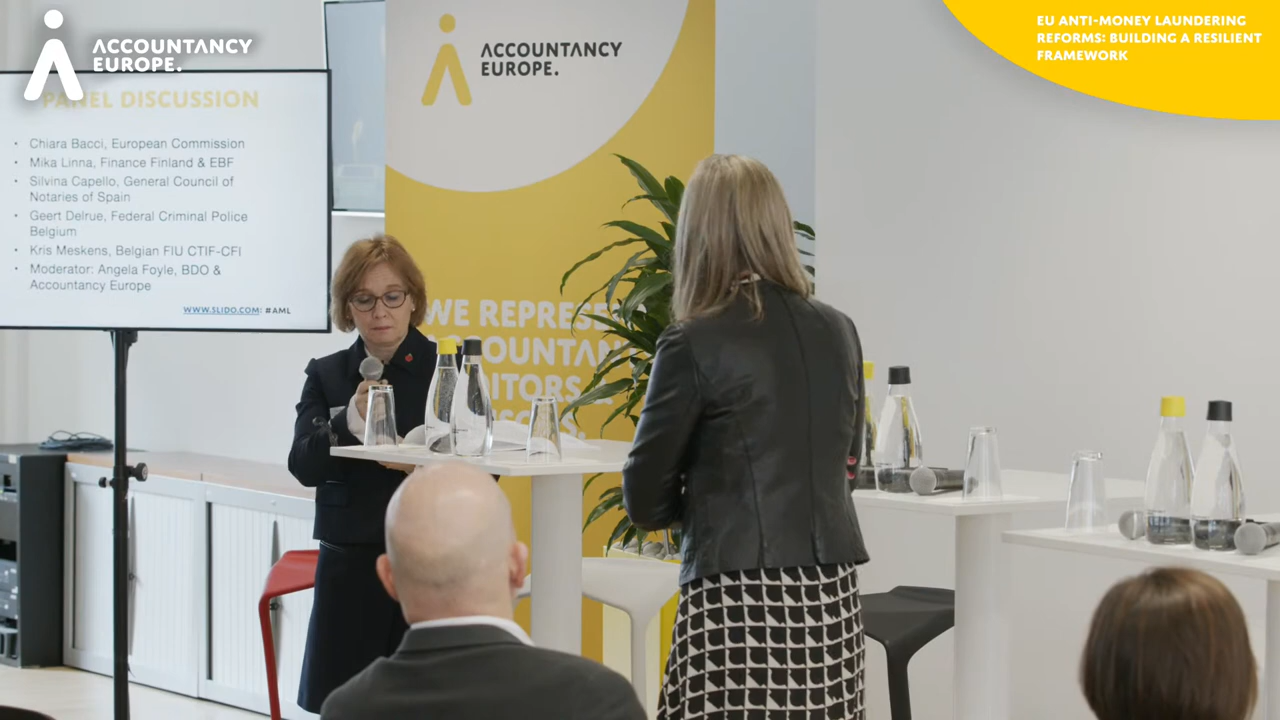 ACCOUNTANCY
EUROPE.
PANEL DISCUSSION
• Chiara Bacci, European Commission
• Mika Linna, Finance Finland & EBF
• Silvina Capello, General Council of
Notaries of Spain
• Geert Delrue, Federal Criminal Police
Belgium
• Kris Meskens, Belgian FIU CTIF-CFI
• Moderator: Angela Foyle, BDO &
Accountancy Europe
WWW.SLIDO.COM: #AML
ACCOUNTANCY
EUROPE.
WE
EU ANTI-MONEY LAUNDERING
REFORMS: BUILDING A RESILIENT
FRAMEWORK